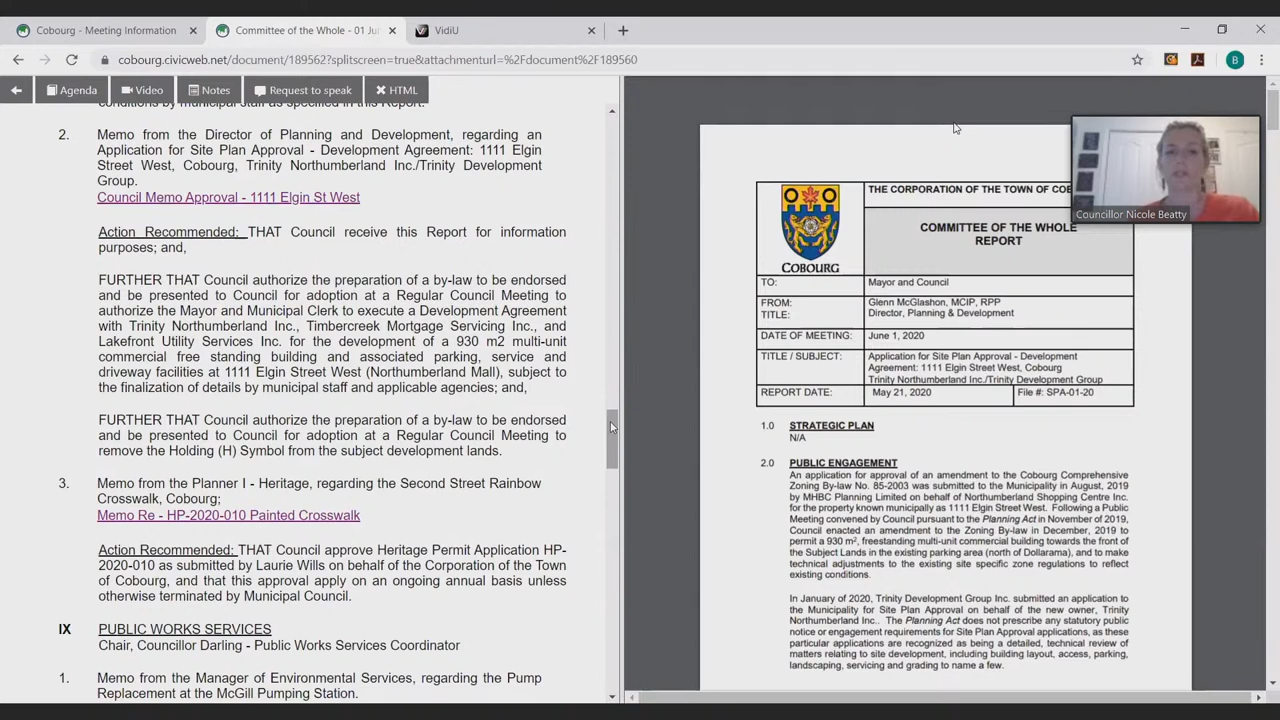 Cobourg - Meeting Information
Committee of the Whole - 01 Ju
VidiU
cobourg.civicweb.net/document/189562?splitscreen=true&attachmenturl=%2Fdocument%2F189560
B
Agenda
Video
Notes
Request to speak
HTML
conditions by municipal staff as specified in this Report.
2. Memo from the Director of Planning and Development, regarding an
Application for Site Plan Approval - Development Agreement: 1111 Elgin
Street West, Cobourg, Trinity Northumberland Inc./Trinity Development
Group.
Council Memo Approval - 1111 Elgin St West
Action Recommended: THAT Council receive this Report for information
purposes; and,
FURTHER THAT Council authorize the preparation of a by-law to be endorsed
and be presented to Council for adoption at a Regular Council Meeting to
authorize the Mayor and Municipal Clerk to execute a Development Agreement
with Trinity Northumberland Inc., Timbercreek Mortgage Servicing Inc., and
Lakefront Utility Services Inc. for the development of a 930 m2 multi-unit
commercial free standing building and associated parking, service and
driveway facilities at 1111 Elgin Street West (Northumberland Mall), subject to
the finalization of details by municipal staff and applicable agencies; and,
FURTHER THAT Council authorize the preparation of a by-law to be endorsed
and be presented to Council for adoption at a Regular Council Meeting to
remove the Holding (H) Symbol from the subject development lands.
3. Memo from the Planner I - Heritage, regarding the Second Street Rainbow
Crosswalk, Cobourg;
Memo Re - HP-2020-010 Painted Crosswalk
Action Recommended: THAT Council approve Heritage Permit Application HP-
2020-010 as submitted by Laurie Wills on behalf of the Corporation of the Town
of Cobourg, and that this approval apply on an ongoing annual basis unless
otherwise terminated by Municipal Council.
IX PUBLIC WORKS SERVICES
Chair, Councillor Darling - Public Works Services Coordinator
1. Memo from the Manager of Environmental Services, regarding the Pump
Replacement at the McGill Pumping Station.
COBOURG
THE CORPORATION OF THE TOWN OF CO
COMMITTEE OF THE WHOLE
REPORT
TO: Mayor and Council
FROM: Glenn McGlashon, MCIP, RPP
TITLE: Director, Planning & Development
DATE OF MEETING: June 1, 2020
TITLE / SUBJECT: Application for Site Plan Approval - Development
Agreement: 1111 Elgin Street West, Cobourg
Trinity Northumberland Inc./Trinity Development Group
REPORT DATE: May 21, 2020 File #: SPA-01-20
1.0 STRATEGIC PLAN
N/A
2.0 PUBLIC ENGAGEMENT
An application for approval of an amendment to the Cobourg Comprehensive
Zoning By-law No. 85-2003 was submitted to the Municipality in August, 2019
by MHBC Planning Limited on behalf of Northumberland Shopping Centre Inc.
for the property known municipally as 1111 Elgin Street West. Following a Public
Meeting convened by Council pursuant to the Planning Act in November of 2019,
Council enacted an amendment to the Zoning By-law in December, 2019 to
permit a 930 m², freestanding multi-unit commercial building towards the front of
the Subject Lands in the existing parking area (north of Dollarama), and to make
technical adjustments to the existing site specific zone regulations to reflect
existing conditions.
In January of 2020, Trinity Development Group Inc. submitted an application to
the Municipality for Site Plan Approval on behalf of the new owner, Trinity
Northumberland Inc.. The Planning Act does not prescribe any statutory public
notice or engagement requirements for Site Plan Approval applications, as these
particular applications are recognized as being a detailed, technical review of
matters relating to site development, including building layout, access, parking,
landscaping, servicing and grading to name a few.
Councillor Nicole Beatty